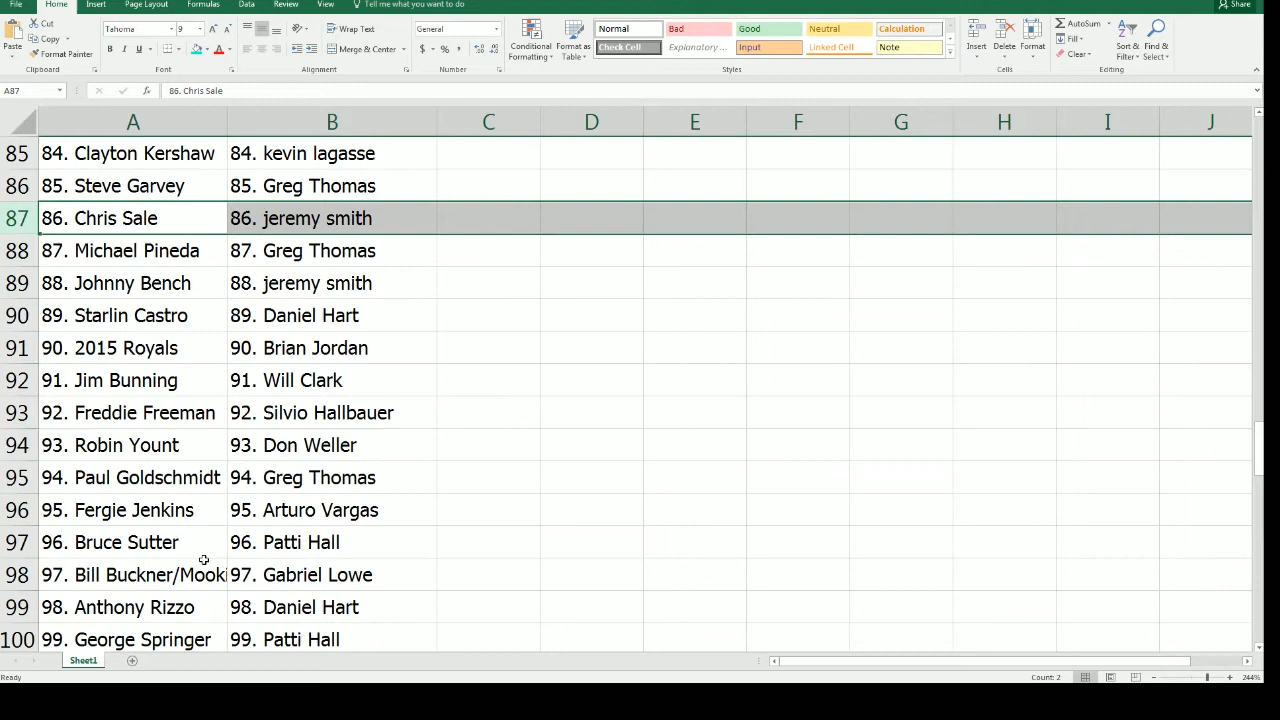 File Home Insert Page Layout Formulas Data Review View Tell me what you want to do Share
Cut Tahoma 9 Wrap Text General Normal Bad Good Neutral Calculation AutoSum
Copy Fill
Paste Format Painter B I U Merge & Center $ % , Conditional Formatting Format as Table Check Cell Explanatory ... Input Linked Cell Note Insert Delete Format Clear Sort & Filter Find & Select
Clipboard Font Alignment Number Styles Cells Editing
A87 fx 86. Chris Sale
A B C D E F G H I J
85 84. Clayton Kershaw 84. kevin lagasse
86 85. Steve Garvey 85. Greg Thomas
87 86. Chris Sale 86. jeremy smith
88 87. Michael Pineda 87. Greg Thomas
89 88. Johnny Bench 88. jeremy smith
90 89. Starlin Castro 89. Daniel Hart
91 90. 2015 Royals 90. Brian Jordan
92 91. Jim Bunning 91. Will Clark
93 92. Freddie Freeman 92. Silvio Hallbauer
94 93. Robin Yount 93. Don Weller
95 94. Paul Goldschmidt 94. Greg Thomas
96 95. Fergie Jenkins 95. Arturo Vargas
97 96. Bruce Sutter 96. Patti Hall
98 97. Bill Buckner/Mooki 97. Gabriel Lowe
99 98. Anthony Rizzo 98. Daniel Hart
100 99. George Springer 99. Patti Hall
Sheet1
Ready Count: 2 244%